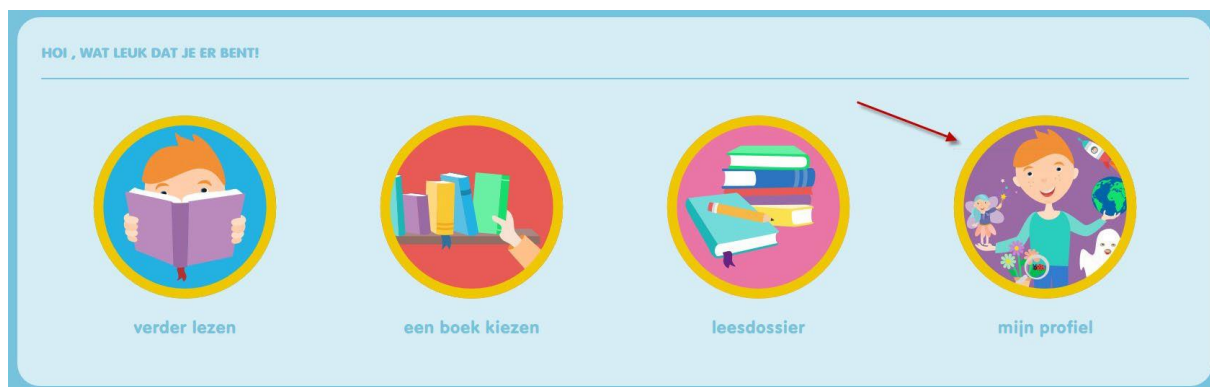 HOI , WAT LEUK DAT JE ER BENT!
verder lezen
een boek kiezen
leesdossier
mijn profiel